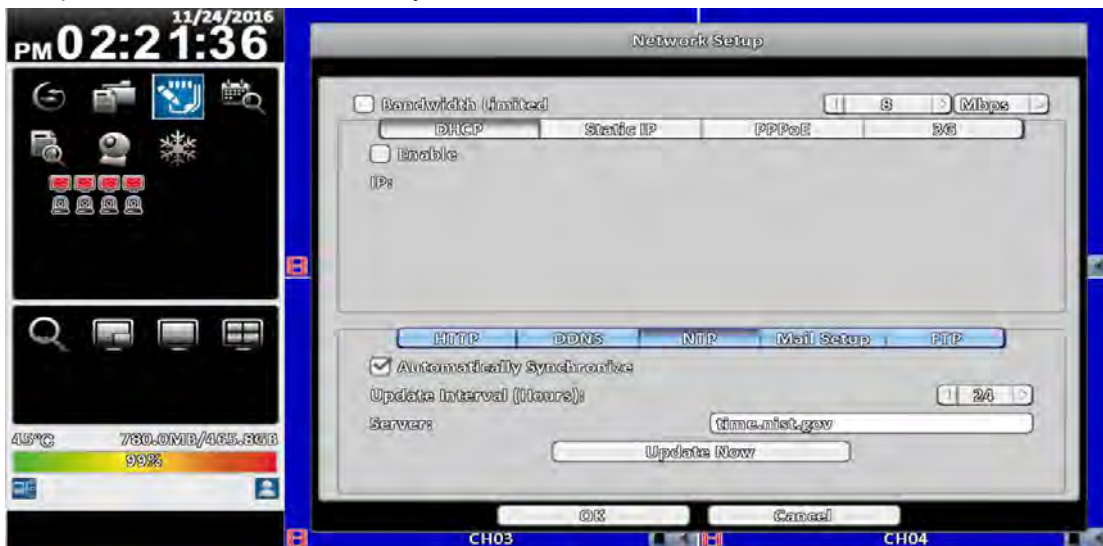 11/24/2016
PM 02:21:36
Network Setup
Bandwidth Limited
8
Mbps
DHCP
Static IP
PPPoE
3G
Enable
IP:
HTTP
DDNS
NTP
Mail Setup
FTP
Automatically Synchronize
Update Interval (Hours):
24
Server:
time.nist.gov
Update Now
45°C
780.0MB/465.8GB
99%
OK
Cancel
CH03
CH04